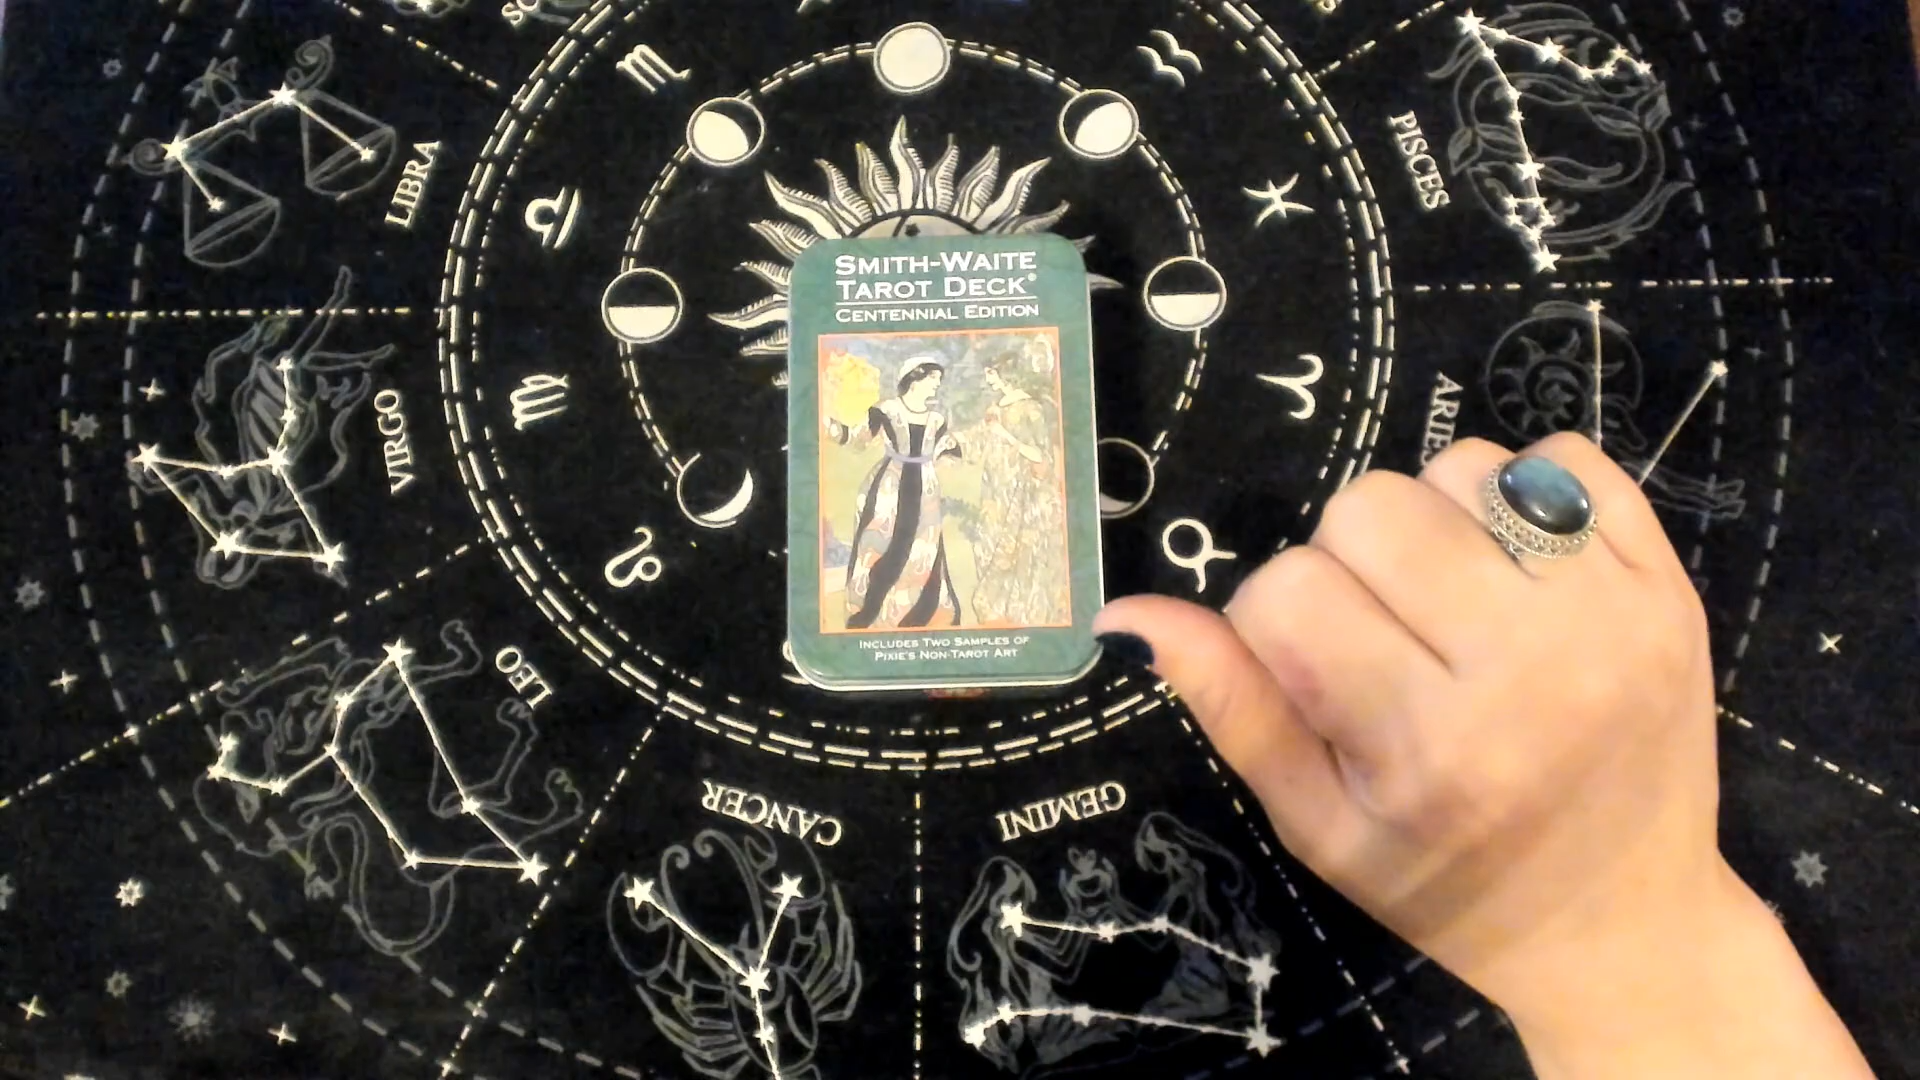 LIBRA
PISCES
SMITH-WAITE
TAROT DECK®
CENTENNIAL EDITION
VIRGO
ARIES
INCLUDES TWO SAMPLES OF
PIXIE'S NON-TAROT ART
LEO
CANCER
GEMINI